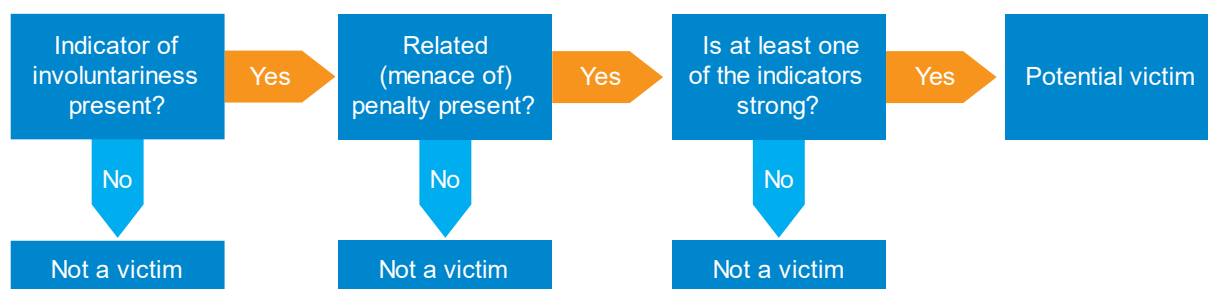 Indicator of
involuntariness
present?
Yes
Related
(menace of)
penalty present?
Yes
Is at least one
of the indicators
strong?
Yes
Potential victim
No
No
No
Not a victim
Not a victim
Not a victim